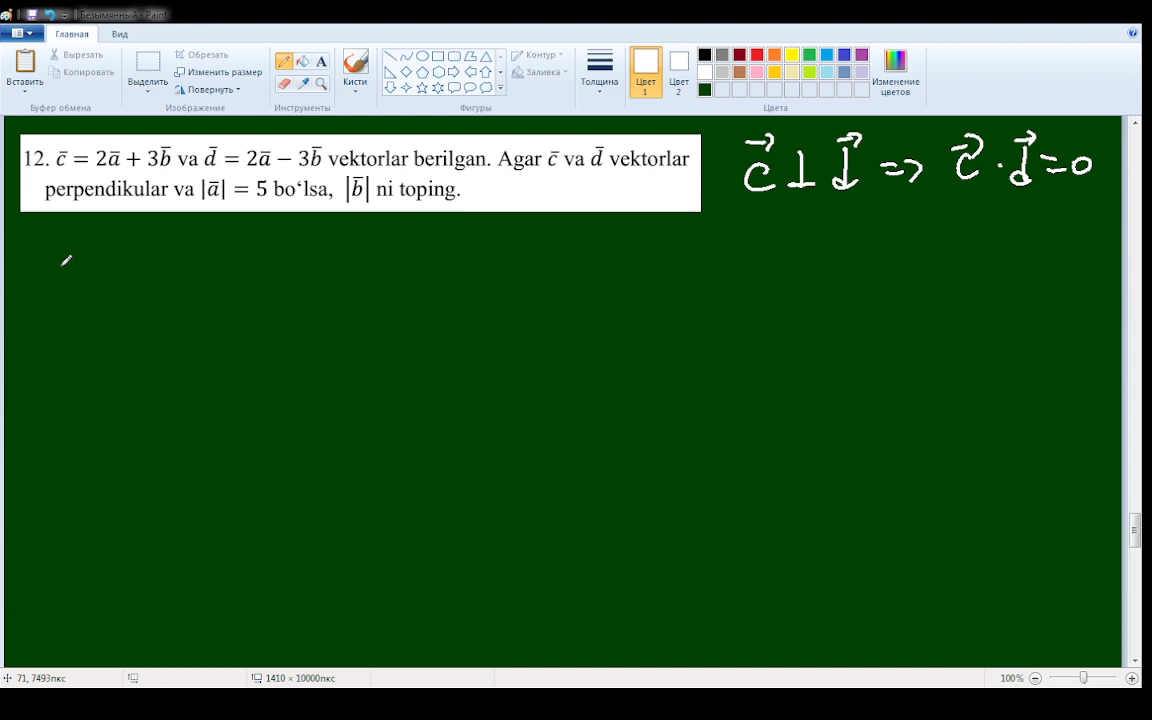 Безымянный - Paint
Главная Вид
Вставить
Вырезать
Копировать
Буфер обмена
Выделить
Обрезать
Изменить размер
Повернуть
Изображение
A
Инструменты
Кисти
Контур
Заливка
Фигуры
Толщина
Цвет 1
Цвет 2
Изменение цветов
Цвета
12. c̄ = 2ā + 3b̄ va d̄ = 2ā − 3b̄ vektorlar berilgan. Agar c̄ va d̄ vektorlar
perpendikular va |ā| = 5 bo‘lsa, |b̄| ni toping.
c⃗ ⊥ d⃗ => c⃗ · d⃗ = 0
71, 7493пкс
1410 × 10000пкс
100%